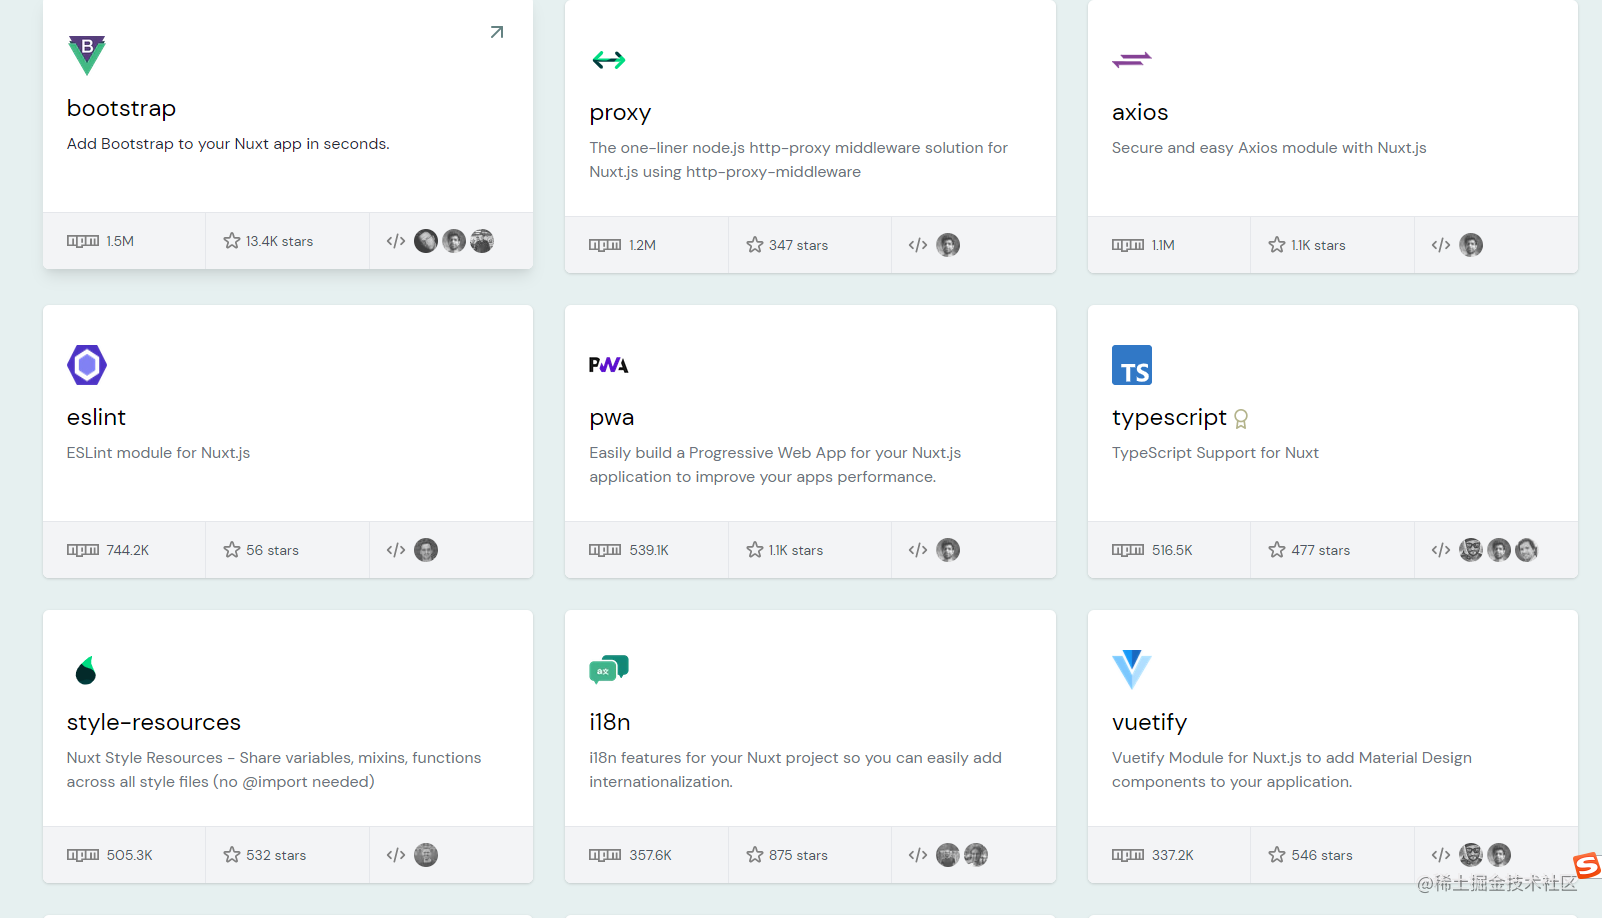 B
bootstrap
Add Bootstrap to your Nuxt app in seconds.
npm 1.5M
13.4K stars
</>
proxy
The one-liner node.js http-proxy middleware solution for
Nuxt.js using http-proxy-middleware
npm 1.2M
347 stars
</>
axios
Secure and easy Axios module with Nuxt.js
npm 1.1M
1.1K stars
</>
eslint
ESLint module for Nuxt.js
npm 744.2K
56 stars
</>
PWA
pwa
Easily build a Progressive Web App for your Nuxt.js
application to improve your apps performance.
npm 539.1K
1.1K stars
</>
TS
typescript
TypeScript Support for Nuxt
npm 516.5K
477 stars
</>
style-resources
Nuxt Style Resources - Share variables, mixins, functions
across all style files (no @import needed)
npm 505.3K
532 stars
</>
i18n
i18n features for your Nuxt project so you can easily add
internationalization.
npm 357.6K
875 stars
</>
vuetify
Vuetify Module for Nuxt.js to add Material Design
components to your application.
npm 337.2K
546 stars
</>
S
@稀土掘金技术社区